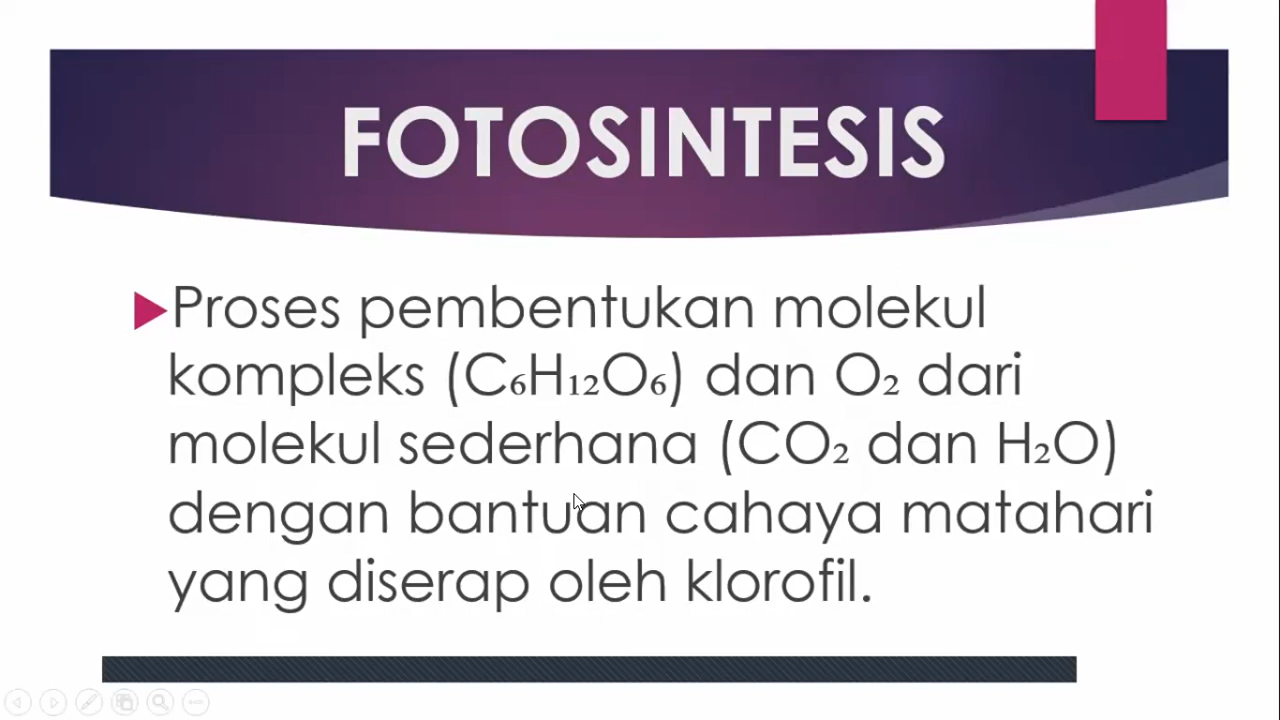 FOTOSINTESIS
Proses pembentukan molekul
kompleks (C₆H₁₂O₆) dan O₂ dari
molekul sederhana (CO₂ dan H₂O)
dengan bantuan cahaya matahari
yang diserap oleh klorofil.